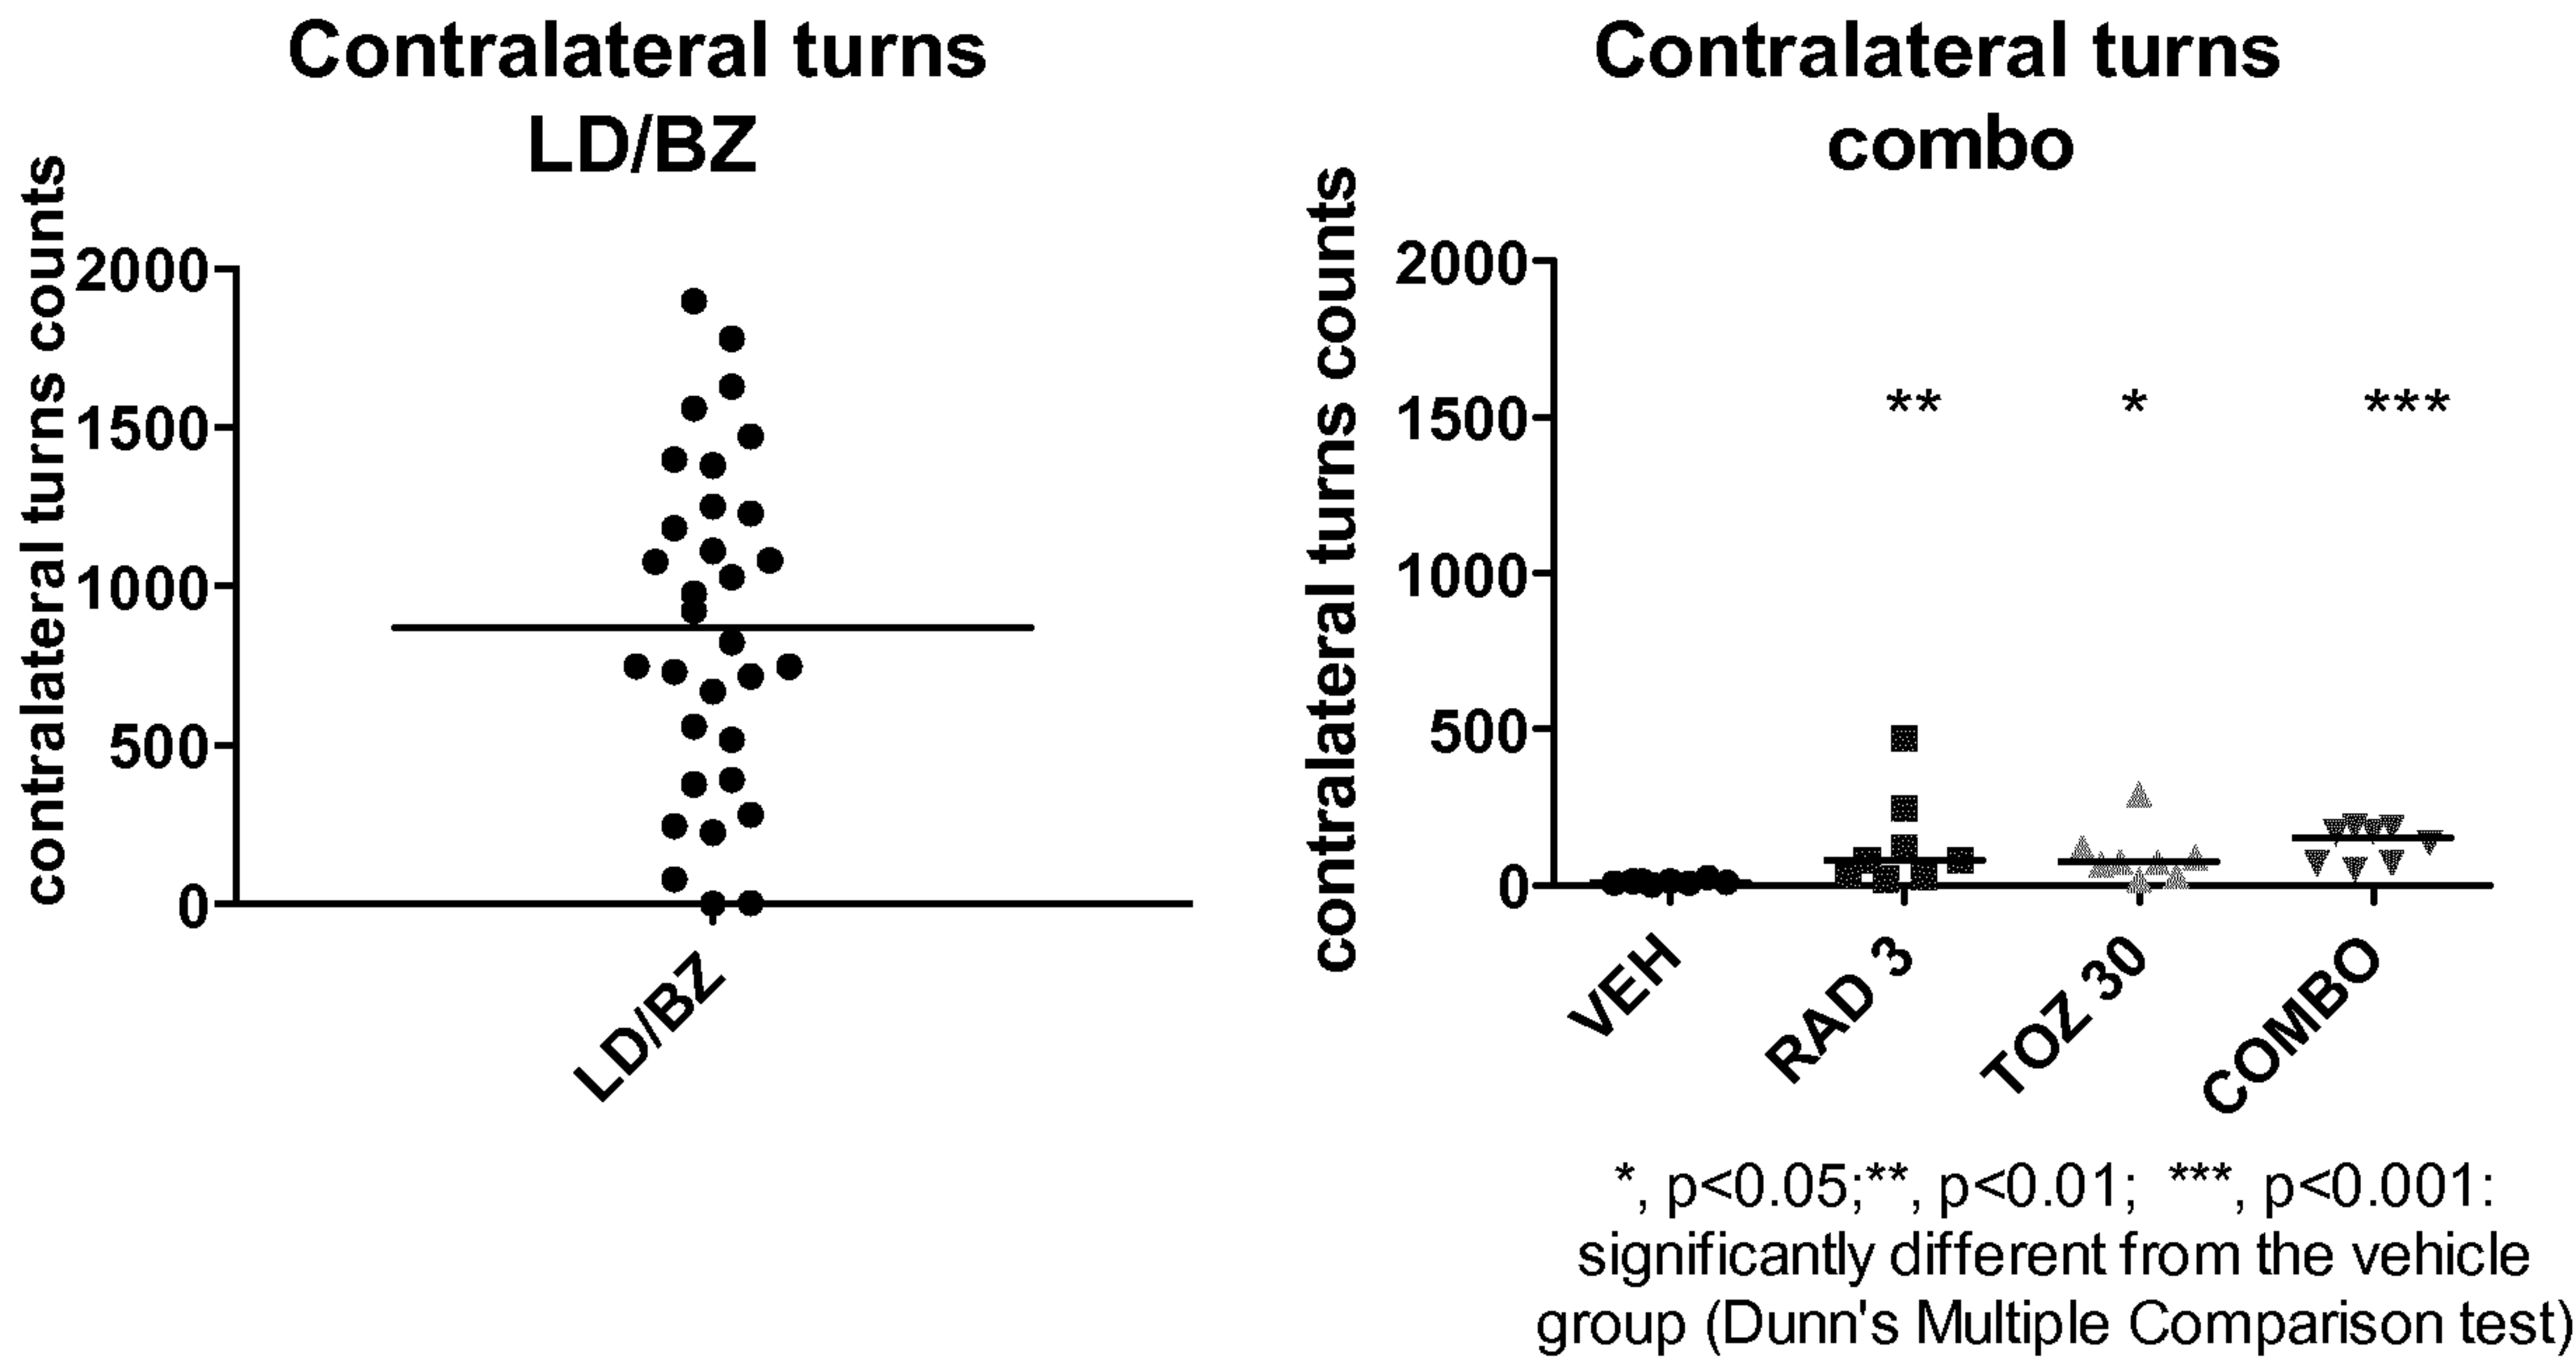 Contralateral turns
LD/BZ
contralateral turns counts
2000
1500
1000
500
0
LD/BZ
Contralateral turns
combo
contralateral turns counts
2000
1500
1000
500
0
** * ***
VEH
RAD 3
TOZ 30
COMBO
*, p<0.05;**, p<0.01; ***, p<0.001:
significantly different from the vehicle
group (Dunn's Multiple Comparison test)